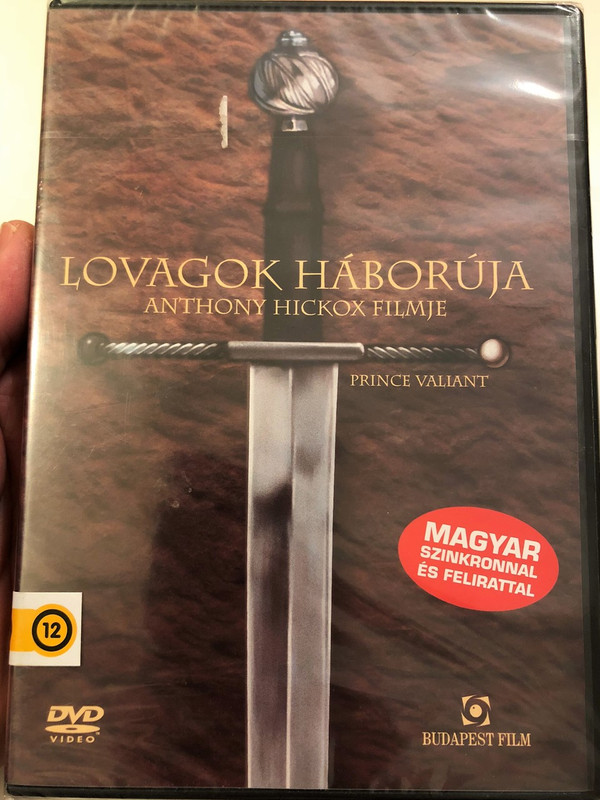 LOVAGOK HÁBORÚJA
ANTHONY HICKOX FILMJE
PRINCE VALIANT
MAGYAR
SZINKRONNAL
ÉS FELIRATTAL
12
DVD
VIDEO
BUDAPEST FILM